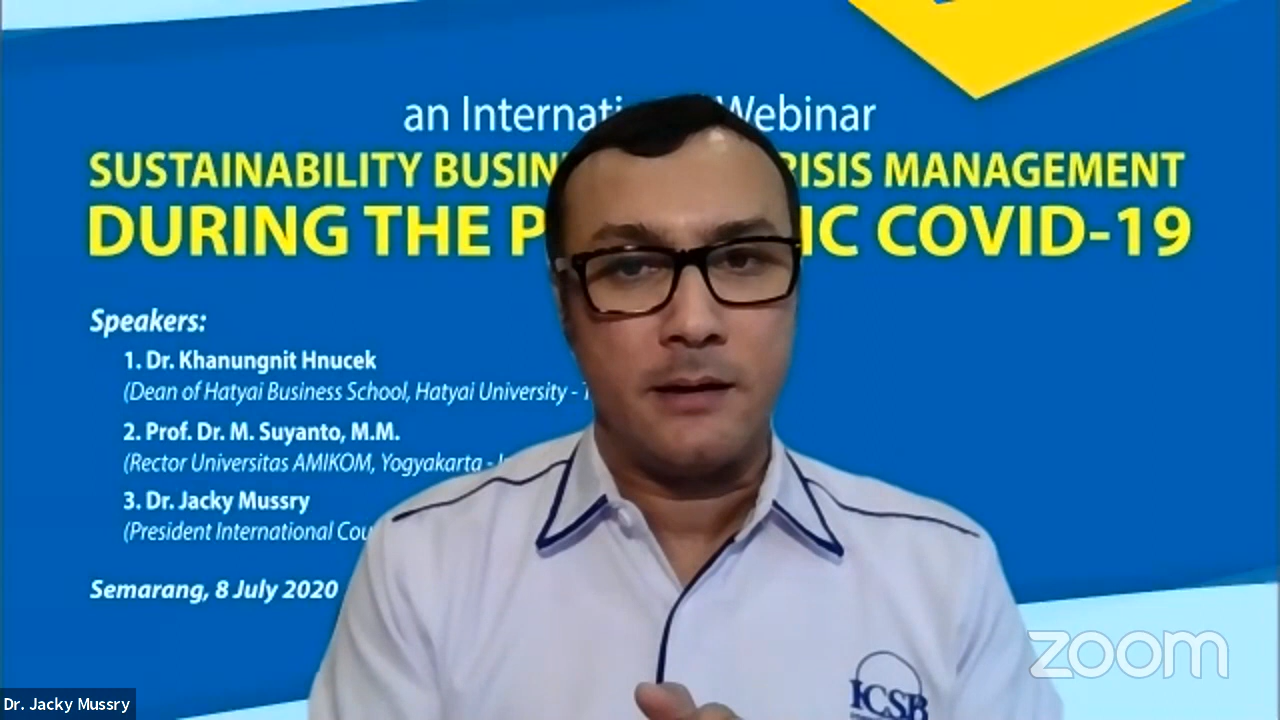 an International Webinar
SUSTAINABILITY BUSIN RISIS MANAGEMENT
DURING THE P IC COVID-19
Speakers:
1. Dr. Khanungnit Hnucek
(Dean of Hatyai Business School, Hatyai University -
2. Prof. Dr. M. Suyanto, M.M.
(Rector Universitas AMIKOM, Yogyakarta -
3. Dr. Jacky Mussry
(President International Cou
Semarang, 8 July 2020
ICSB
zoom
Dr. Jacky Mussry